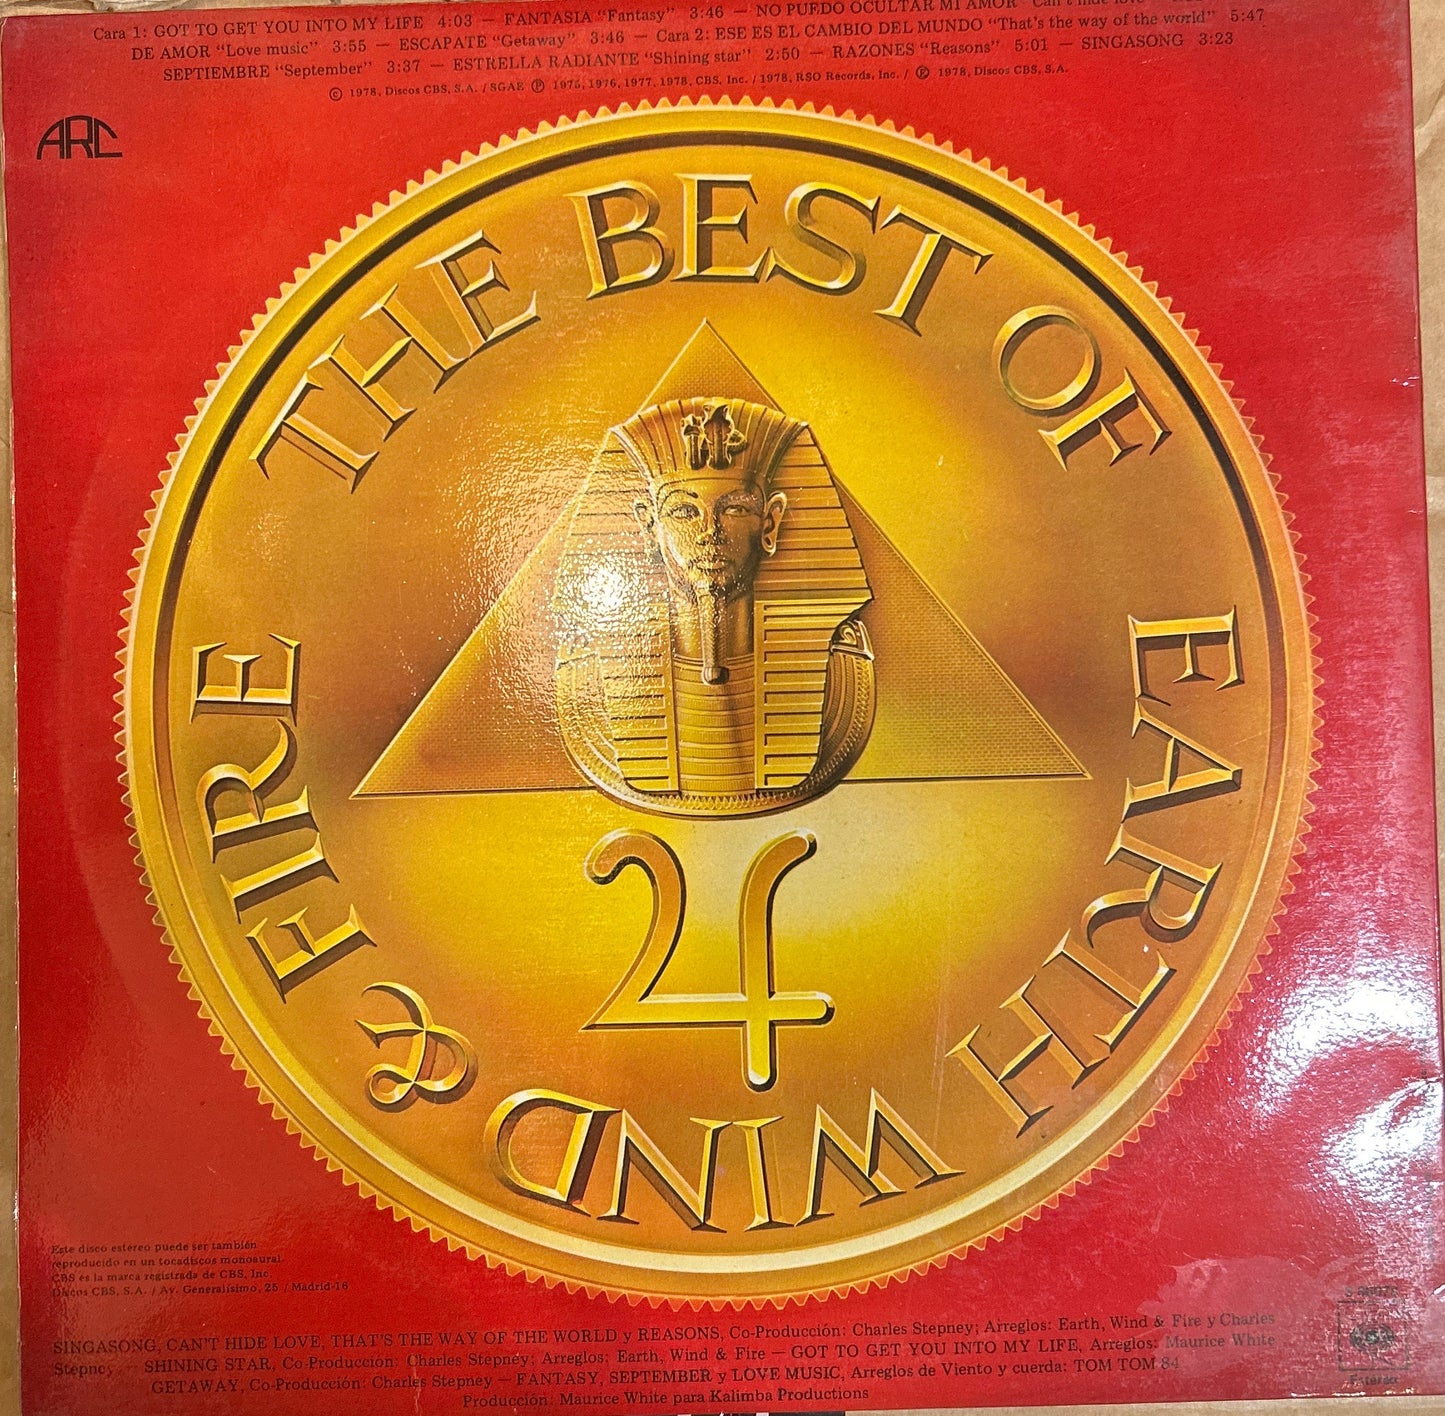 Cara 1: GOT TO GET YOU INTO MY LIFE 4:03 — FANTASIA "Fantasy" 3:46 — NO PUEDO OCULTAR MI AMOR "Can't hide love"
DE AMOR "Love music" 3:55 — ESCAPATE "Getaway" 3:46 — Cara 2: ESE ES EL CAMBIO DEL MUNDO "That's the way of the world" 5:47
SEPTIEMBRE "September" 3:37 — ESTRELLA RADIANTE "Shining star" 2:50 — RAZONES "Reasons" 5:01 — SINGASONG 3:23
© 1978, Discos CBS, S.A. / SGAE ℗ 1975, 1976, 1977, 1978, CBS, Inc. / 1978, RSO Records, Inc. / ℗ 1978, Discos CBS, S.A.
ARC
THE BEST OF
EARTH
WIND
& FIRE
Este disco estereo puede ser también
reproducido en un tocadiscos monoaural.
CBS es la marca registrada de CBS, Inc.
Discos CBS, S.A. / Av. Generalísimo, 25 / Madrid-16
SINGASONG, CAN'T HIDE LOVE, THAT'S THE WAY OF THE WORLD y REASONS, Co-Producción: Charles Stepney; Arreglos: Earth, Wind & Fire y Charles
Stepney. — SHINING STAR, Co-Producción: Charles Stepney; Arreglos: Earth, Wind & Fire — GOT TO GET YOU INTO MY LIFE, Arreglos: Maurice White
GETAWAY, Co-Producción: Charles Stepney — FANTASY, SEPTEMBER y LOVE MUSIC, Arreglos de Viento y cuerda: TOM TOM 84
Producción: Maurice White para Kalimba Productions
CBS
Estéreo